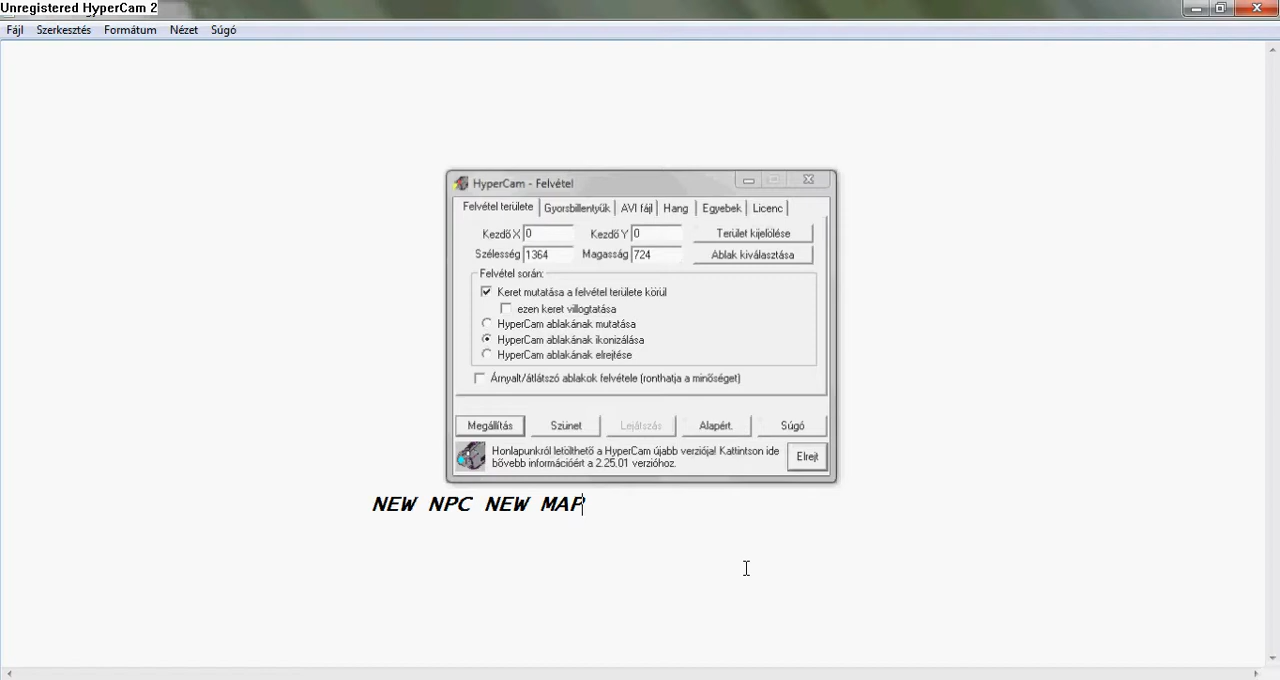 Unregistered HyperCam 2
Fájl Szerkesztés Formátum Nézet Súgó
HyperCam - Felvétel
Felvétel területe Gyorsbillentyűk AVI fájl Hang Egyebek Licenc
Kezdő X 0 Kezdő Y 0 Terület kijelölése
Szélesség 1364 Magasság 724 Ablak kiválasztása
Felvétel során:
Keret mutatása a felvétel területe körül
ezen keret villogtatása
HyperCam ablakának mutatása
HyperCam ablakának ikonizálása
HyperCam ablakának elrejtése
Árnyalt/átlátszó ablakok felvétele (ronthatja a minőséget)
Megállítás Szünet Lejátszás Alapért. Súgó
Honlapunkról letölthető a HyperCam újabb verziója! Kattintson ide
bővebb információért a 2.25.01 verzióhoz.
Elrejt
NEW NPC NEW MAP